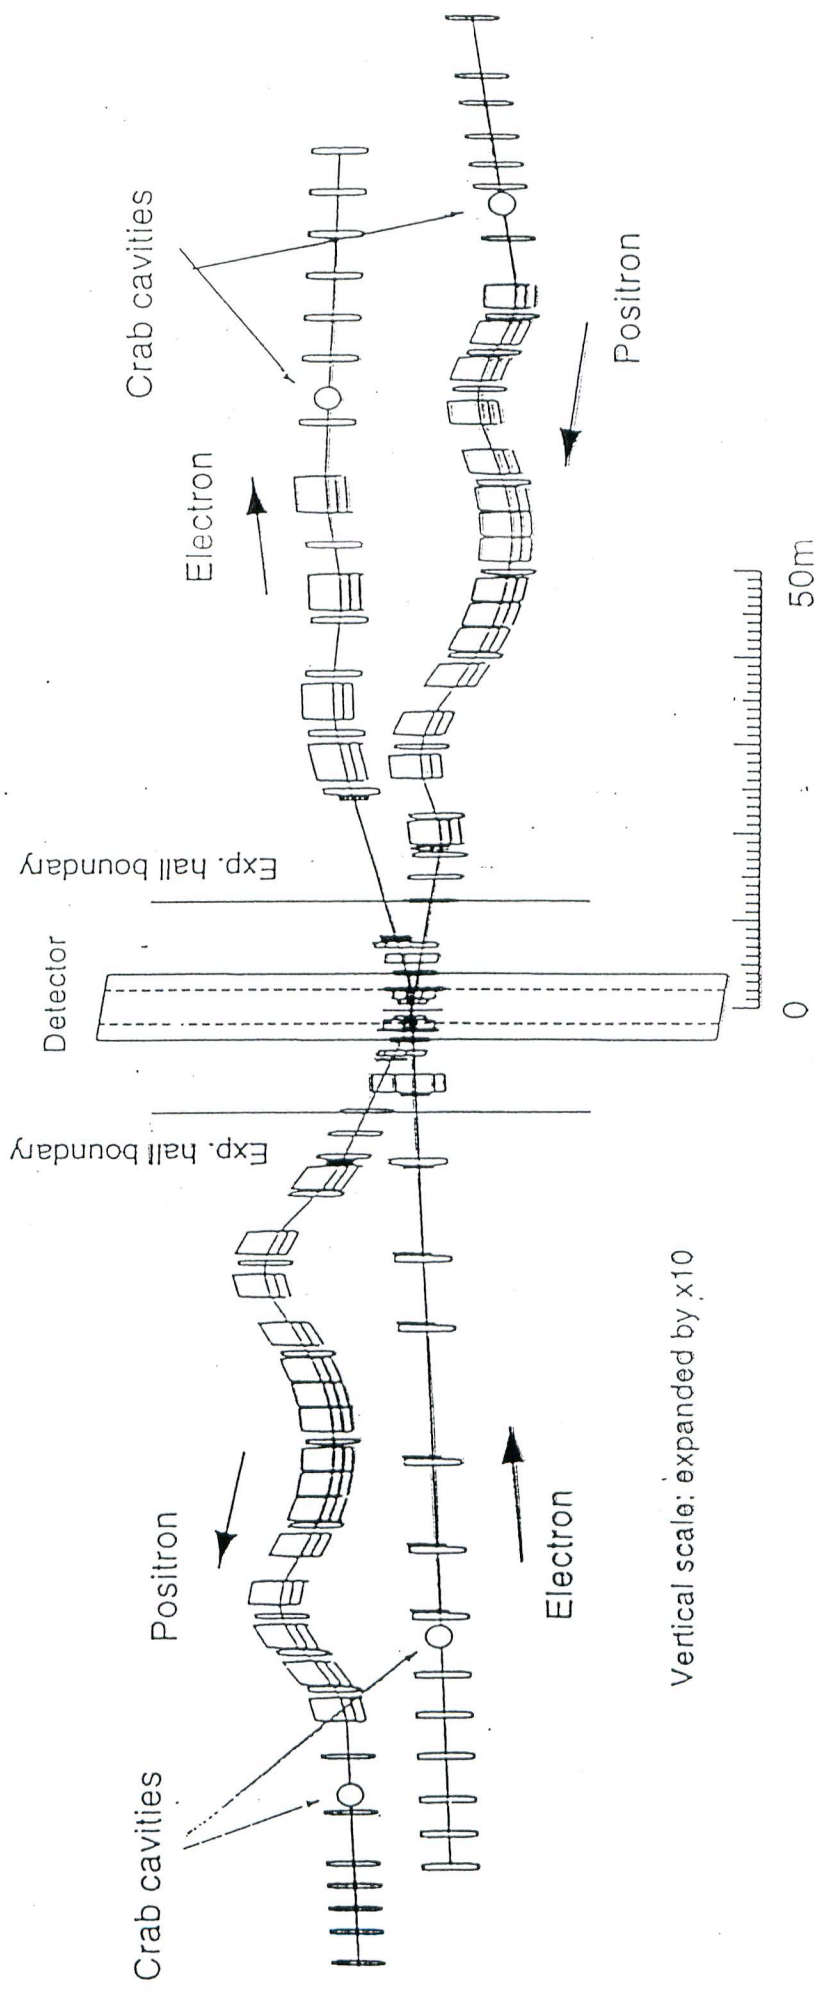 Crab cavities
Positron
Electron
Exp. hall boundary
Detector
Exp. hall boundary
Electron
Positron
Crab cavities
0
50m
Vertical scale: expanded by x10